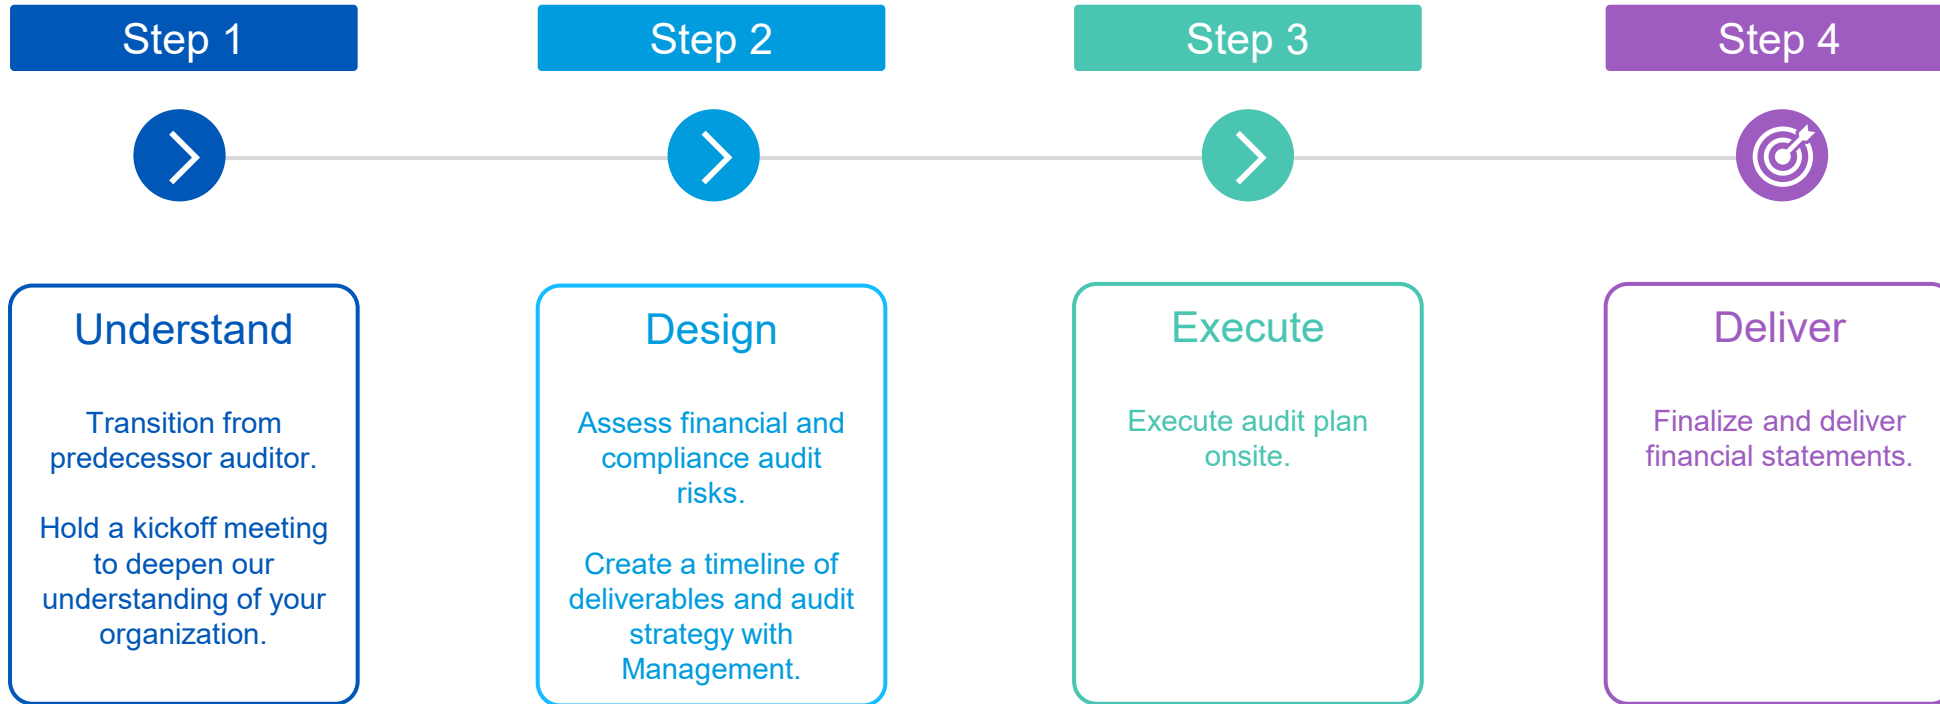 Step 1
Step 2
Step 3
Step 4
Understand
Transition from
predecessor auditor.
Hold a kickoff meeting
to deepen our
understanding of your
organization.
Design
Assess financial and
compliance audit
risks.
Create a timeline of
deliverables and audit
strategy with
Management.
Execute
Execute audit plan
onsite.
Deliver
Finalize and deliver
financial statements.